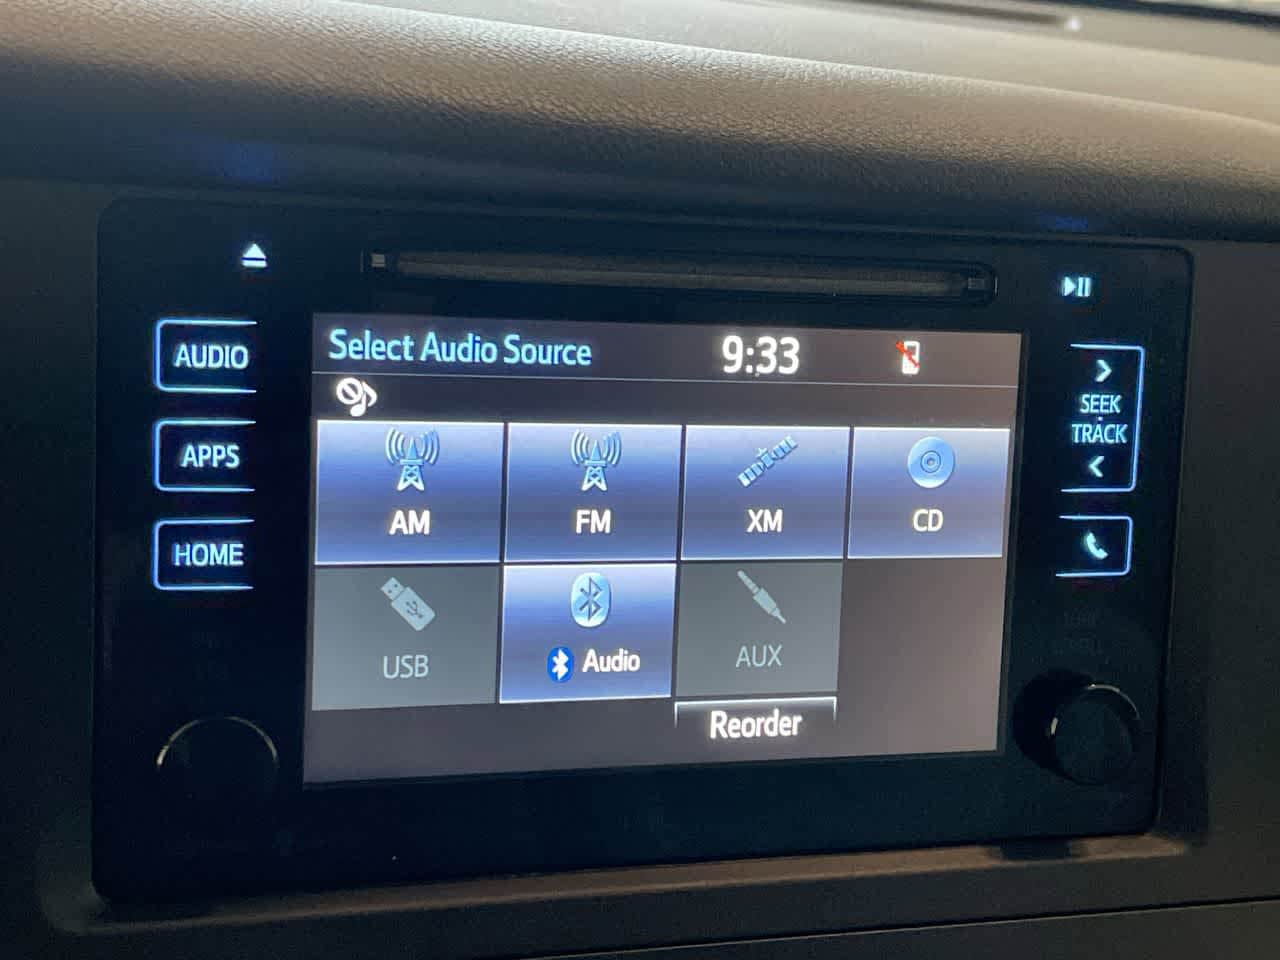 Select Audio Source 9:33
AUDIO
APPS
HOME
AM FM XM CD
USB Audio AUX
Reorder
SEEK
TRACK